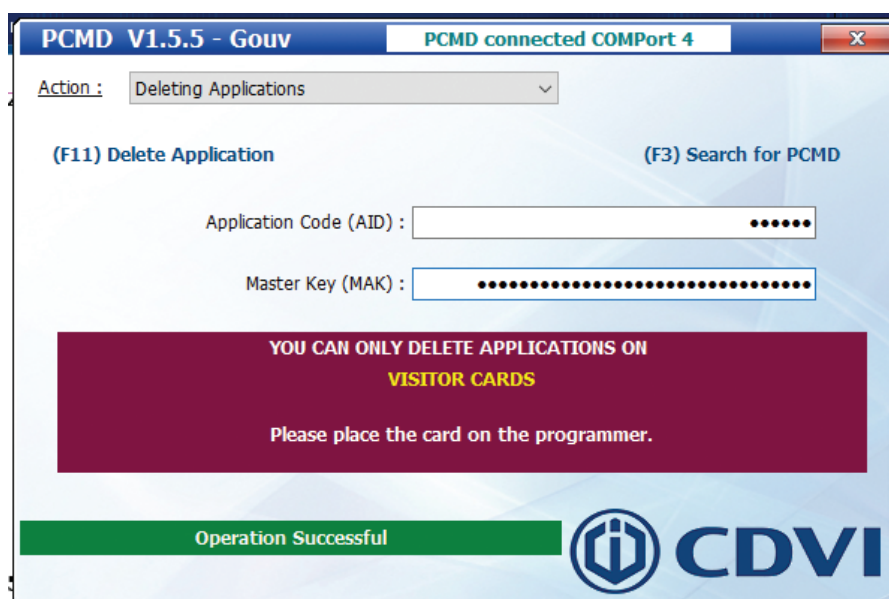 PCMD V1.5.5 - Gouv
PCMD connected COMPort 4
X
Action :
Deleting Applications
(F11) Delete Application
(F3) Search for PCMD
Application Code (AID) :
••••••
Master Key (MAK) :
••••••••••••••••••••••••••••••••
YOU CAN ONLY DELETE APPLICATIONS ON
VISITOR CARDS
Please place the card on the programmer.
Operation Successful
CDVI